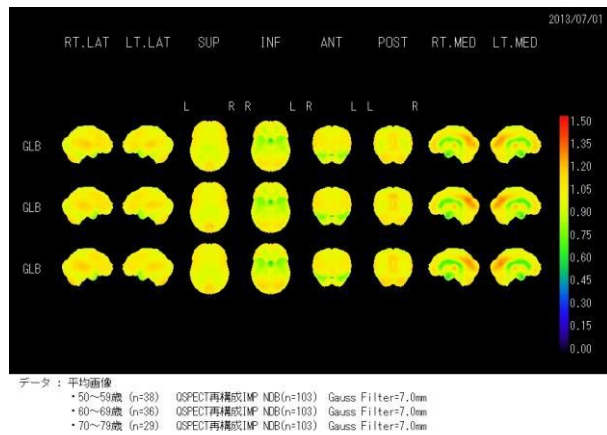 2013/07/01
RT.LAT LT.LAT SUP INF ANT POST RT.MED LT.MED
L R R L R L L R
GLB
GLB
GLB
1.50
1.35
1.20
1.05
0.90
0.75
0.60
0.45
0.30
0.15
0.00
データ : 平均画像
・50～59歳 (n=38) QSPECT再構成IMP NDB(n=103) Gauss Filter=7.0mm
・60～69歳 (n=36) QSPECT再構成IMP NDB(n=103) Gauss Filter=7.0mm
・70～79歳 (n=29) QSPECT再構成IMP NDB(n=103) Gauss Filter=7.0mm